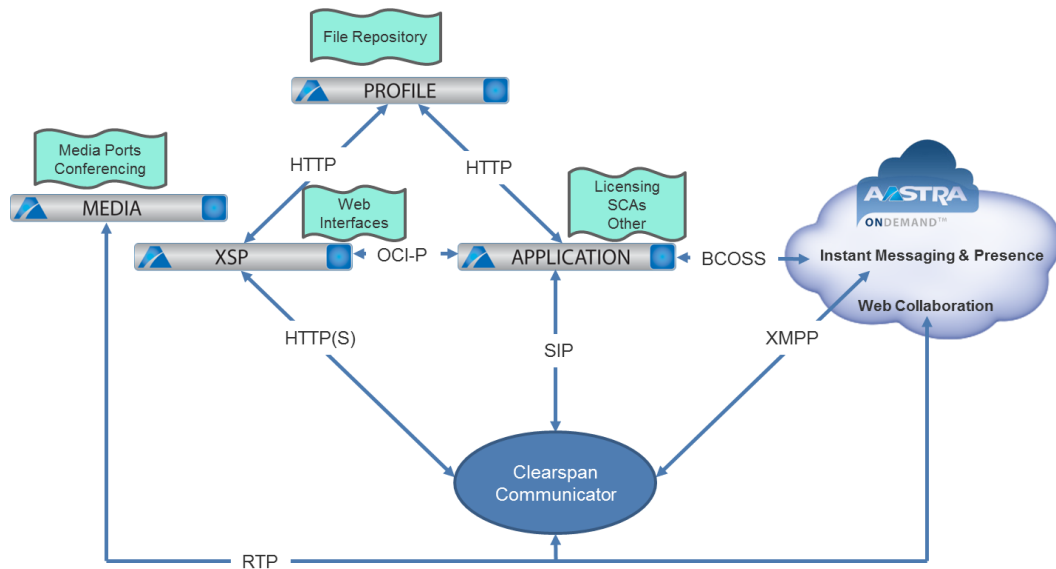 File Repository
PROFILE
Media Ports
Conferencing
HTTP
HTTP
MEDIA
Web
Interfaces
Licensing
SCAs
Other
AASTRA
ONDEMAND™
XSP
OCI-P
APPLICATION
BCOSS
Instant Messaging & Presence
Web Collaboration
HTTP(S)
SIP
XMPP
Clearspan
Communicator
RTP